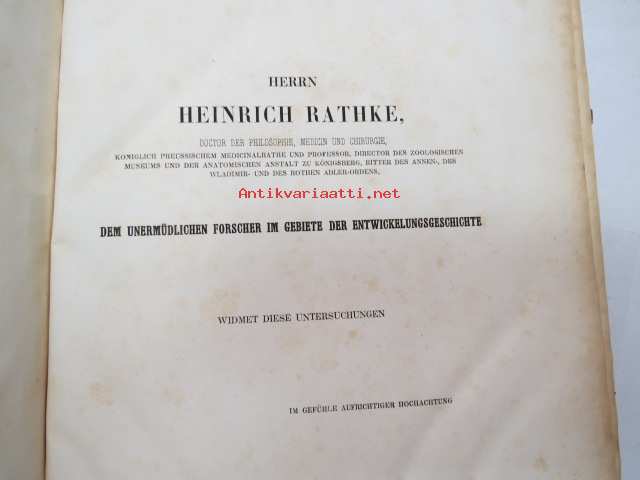 HERRN
HEINRICH RATHKE,
DOCTOR DER PHILOSOPHIE, MEDICIN UND CHIRURGIE,
KÖNIGLICH PREUSSISCHEM MEDICINALRATHE UND PROFESSOR, DIRECTOR DES ZOOLOGISCHEN
MUSEUMS UND DER ANATOMISCHEN ANSTALT ZU KÖNIGSBERG, RITTER DES ANNEN-, DES
WLADIMIR- UND DES ROTHEN ADLER-ORDENS,
Antikvariaatti.net
DEM UNERMÜDLICHEN FORSCHER IM GEBIETE DER ENTWICKELUNGSGESCHICHTE
WIDMET DIESE UNTERSUCHUNGEN
IM GEFÜHLE AUFRICHTIGER HOCHACHTUNG